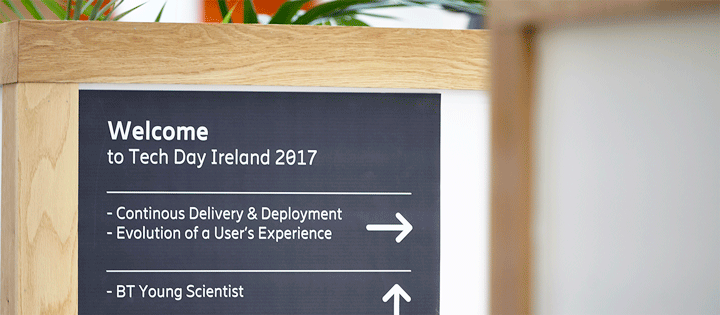 Welcome
to Tech Day Ireland 2017
- Continous Delivery & Deployment
- Evolution of a User's Experience
- BT Young Scientist